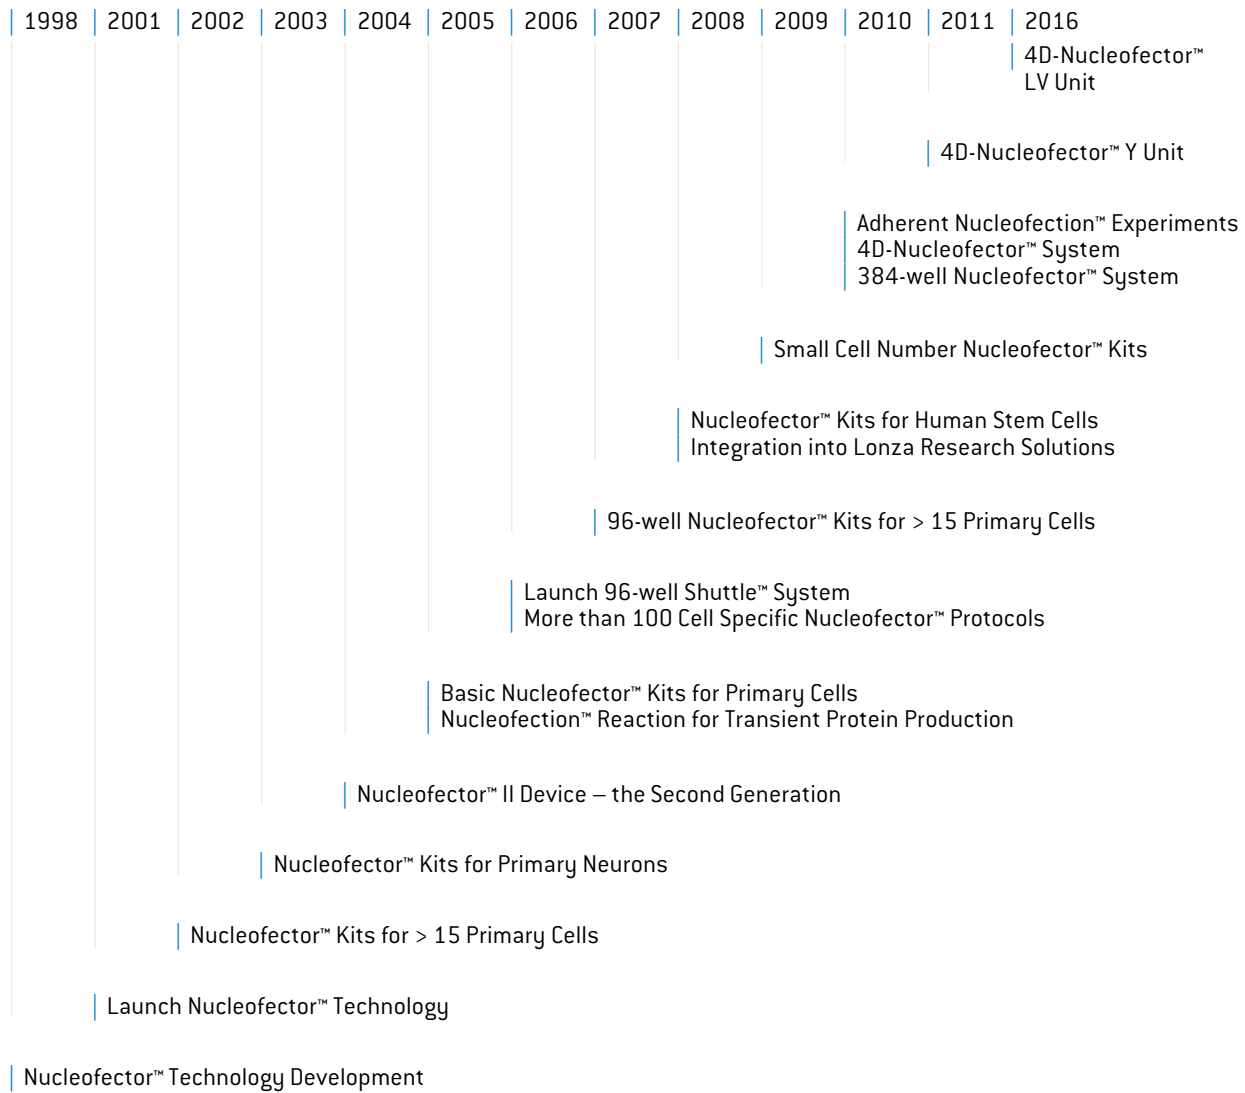 1998 2001 2002 2003 2004 2005 2006 2007 2008 2009 2010 2011 2016
4D-Nucleofector™
LV Unit
4D-Nucleofector™ Y Unit
Adherent Nucleofection™ Experiments
4D-Nucleofector™ System
384-well Nucleofector™ System
Small Cell Number Nucleofector™ Kits
Nucleofector™ Kits for Human Stem Cells
Integration into Lonza Research Solutions
96-well Nucleofector™ Kits for > 15 Primary Cells
Launch 96-well Shuttle™ System
More than 100 Cell Specific Nucleofector™ Protocols
Basic Nucleofector™ Kits for Primary Cells
Nucleofection™ Reaction for Transient Protein Production
Nucleofector™ II Device – the Second Generation
Nucleofector™ Kits for Primary Neurons
Nucleofector™ Kits for > 15 Primary Cells
Launch Nucleofector™ Technology
Nucleofector™ Technology Development